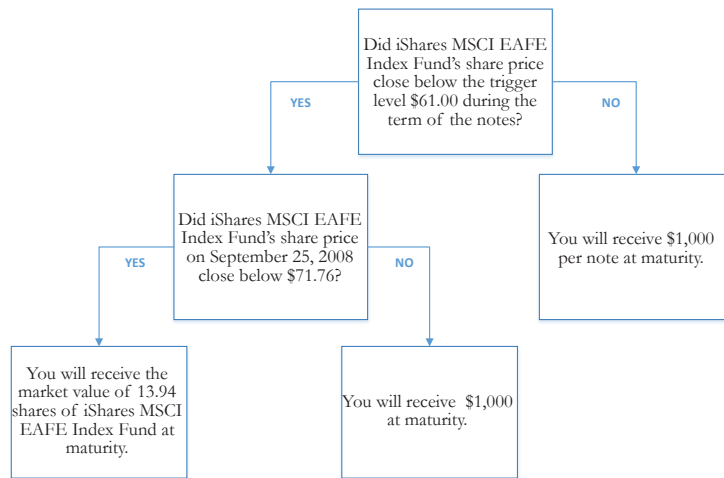 Did iShares MSCI EAFE
Index Fund's share price
close below the trigger
level $61.00 during the
term of the notes?
YES
NO
Did iShares MSCI EAFE
Index Fund's share price
on September 25, 2008
close below $71.76?
You will receive $1,000
per note at maturity.
YES
NO
You will receive the
market value of 13.94
shares of iShares MSCI
EAFE Index Fund at
maturity.
You will receive $1,000
at maturity.